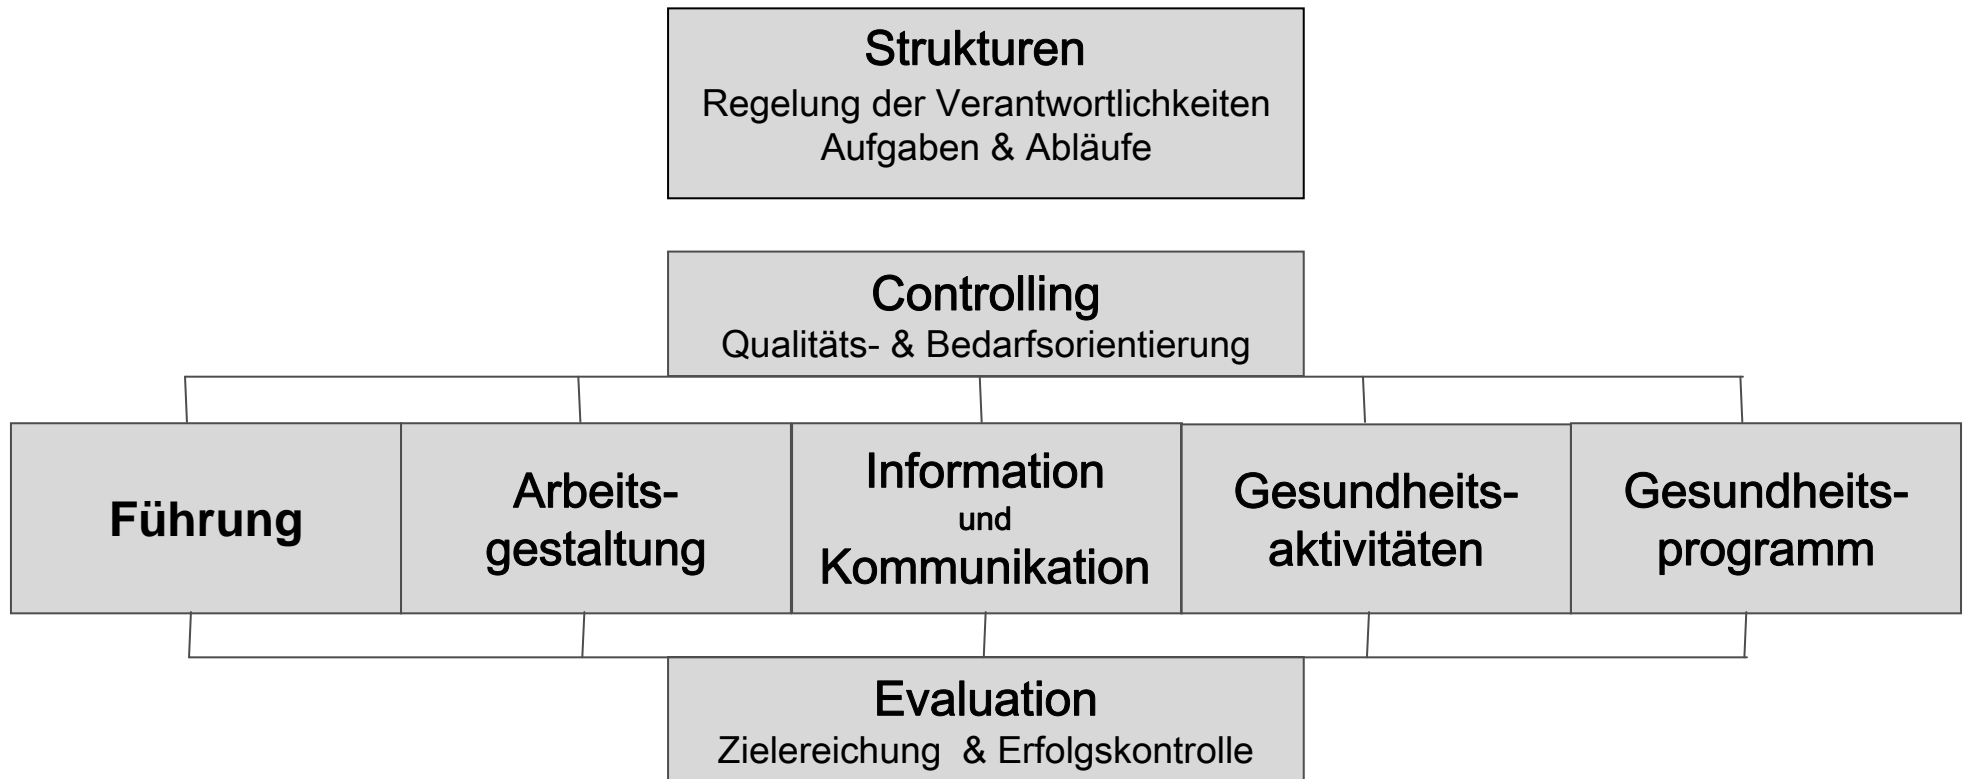 Strukturen
Regelung der Verantwortlichkeiten
Aufgaben & Abläufe
Controlling
Qualitäts- & Bedarfsorientierung
Führung
Arbeits-
gestaltung
Information
und
Kommunikation
Gesundheits-
aktivitäten
Gesundheits-
programm
Evaluation
Zielereichung & Erfolgskontrolle